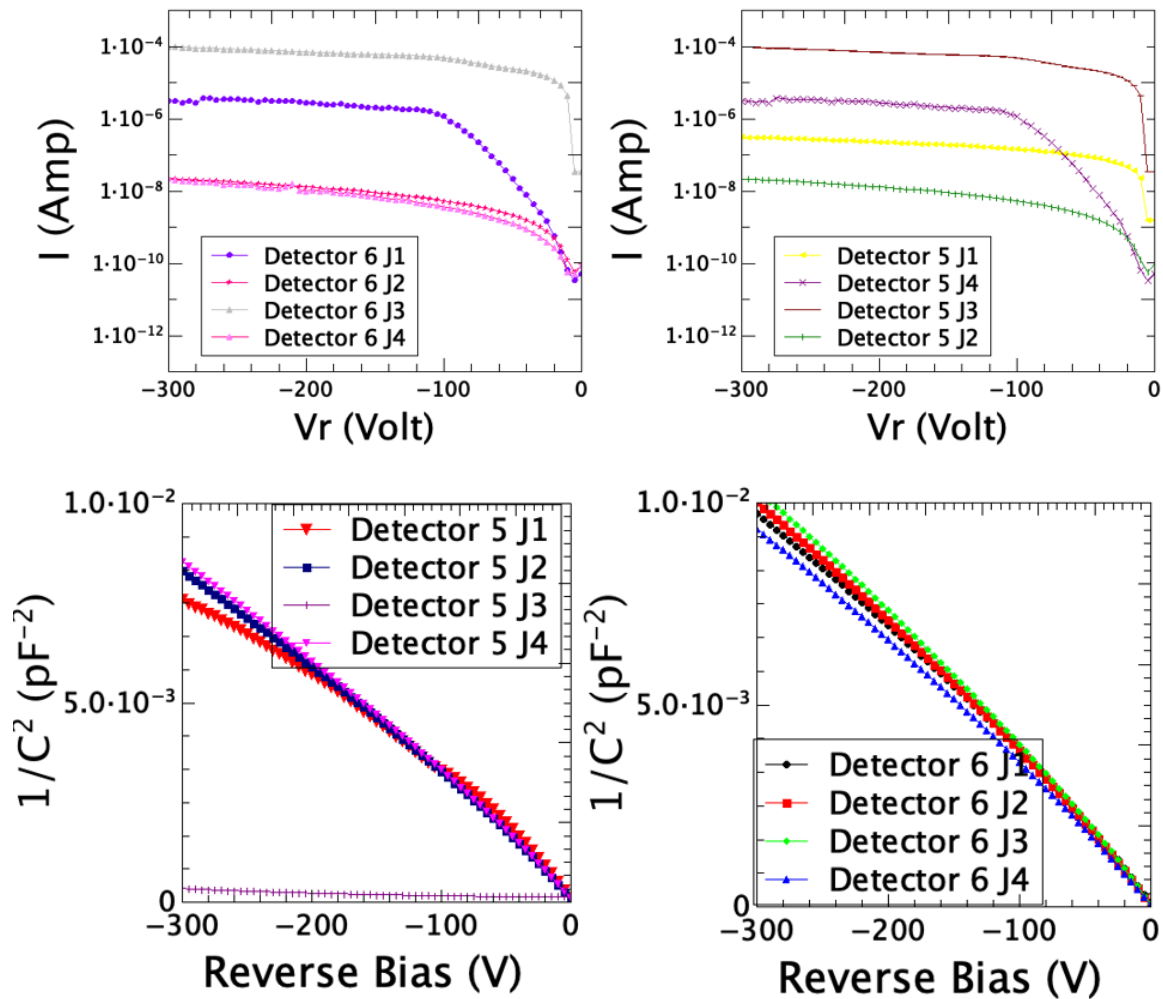 1·10⁻⁴
1·10⁻⁶
1·10⁻⁸
1·10⁻¹⁰
1·10⁻¹²
I (Amp)
Detector 6 J1
Detector 6 J2
Detector 6 J3
Detector 6 J4
−300
−200
−100
0
Vr (Volt)
1·10⁻⁴
1·10⁻⁶
1·10⁻⁸
1·10⁻¹⁰
1·10⁻¹²
I (Amp)
Detector 5 J1
Detector 5 J4
Detector 5 J3
Detector 5 J2
−300
−200
−100
0
Vr (Volt)
1.0·10⁻²
5.0·10⁻³
0
1/C² (pF⁻²)
Detector 5 J1
Detector 5 J2
Detector 5 J3
Detector 5 J4
−300
−200
−100
0
Reverse Bias (V)
1.0·10⁻²
5.0·10⁻³
0
1/C² (pF⁻²)
Detector 6 J1
Detector 6 J2
Detector 6 J3
Detector 6 J4
−300
−200
−100
0
Reverse Bias (V)